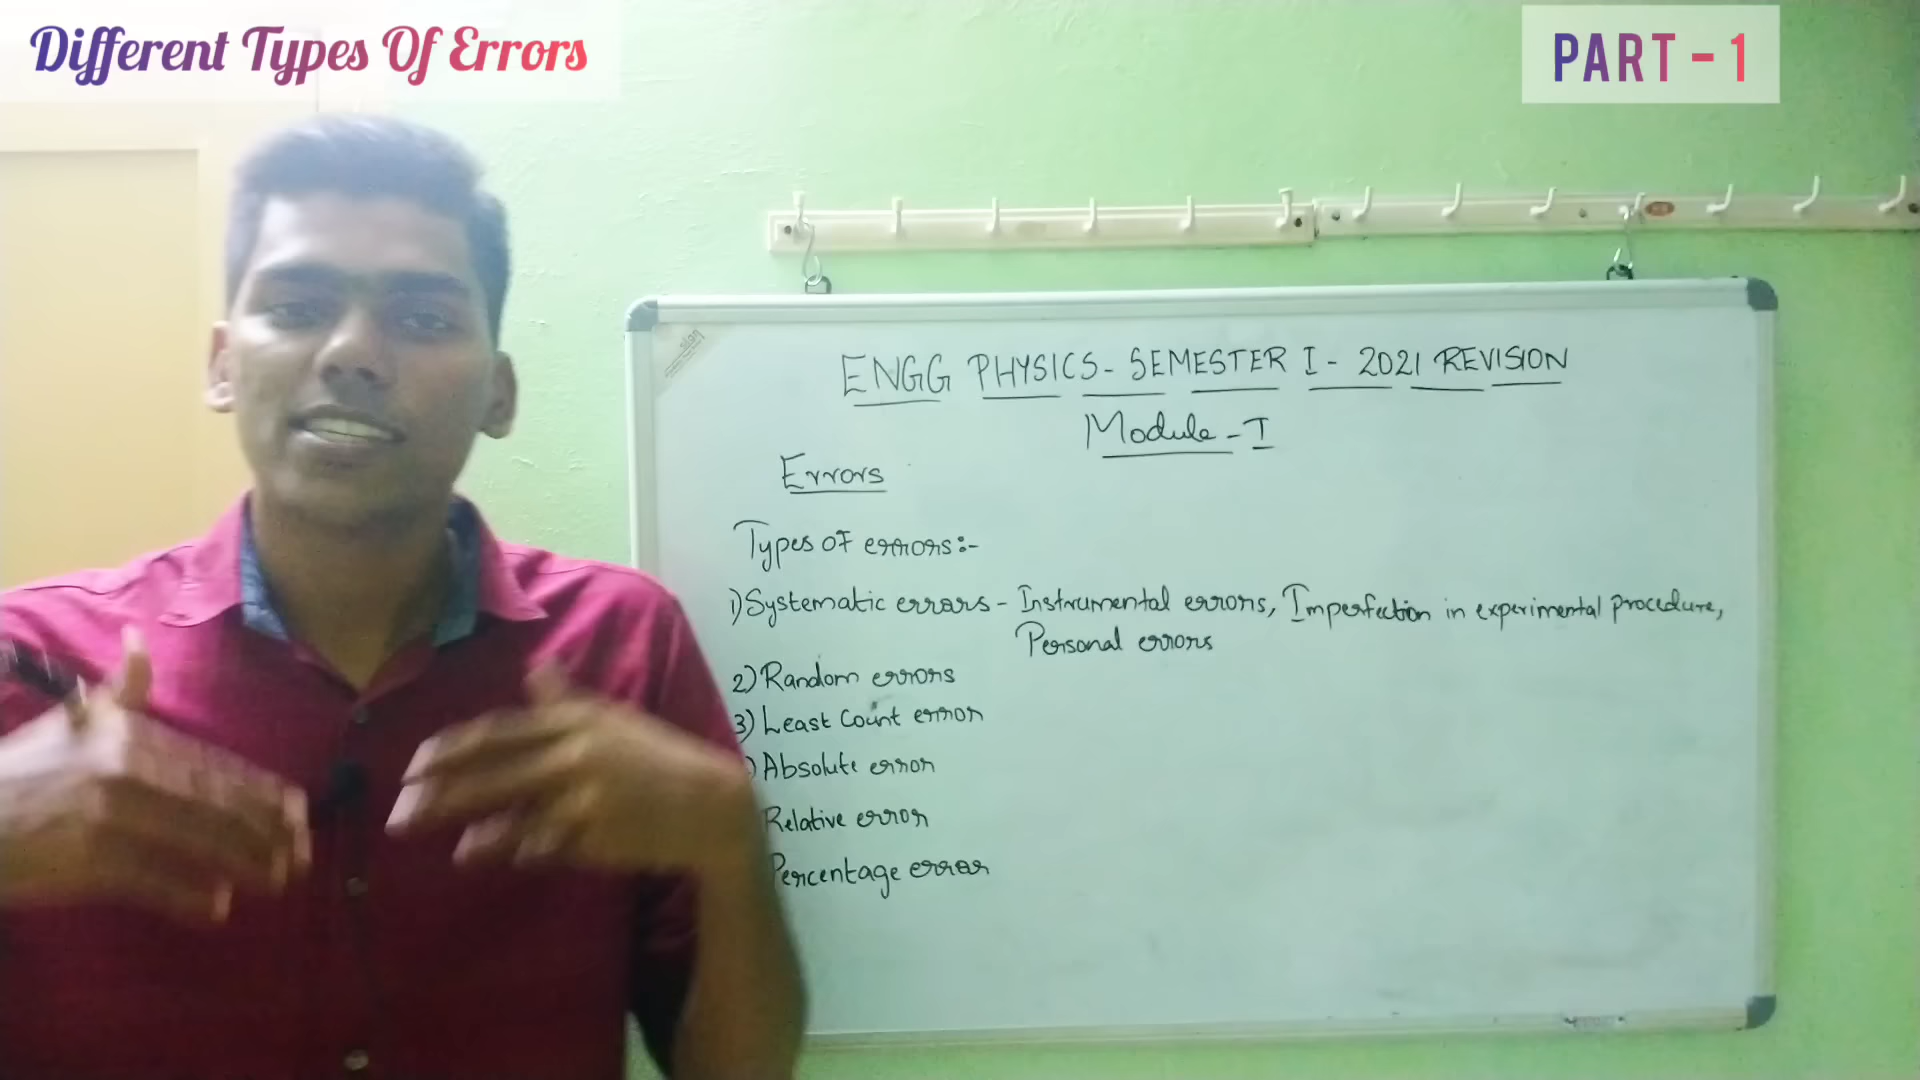 Different Types Of Errors
PART - 1
ENGG PHYSICS - SEMESTER I - 2021 REVISION
Module - I
Errors
Types of errors:-
1) Systematic errors - Instrumental errors, Imperfection in experimental procedure,
Personal errors
2) Random errors
3) Least Count error
) Absolute error
Relative error
Percentage error